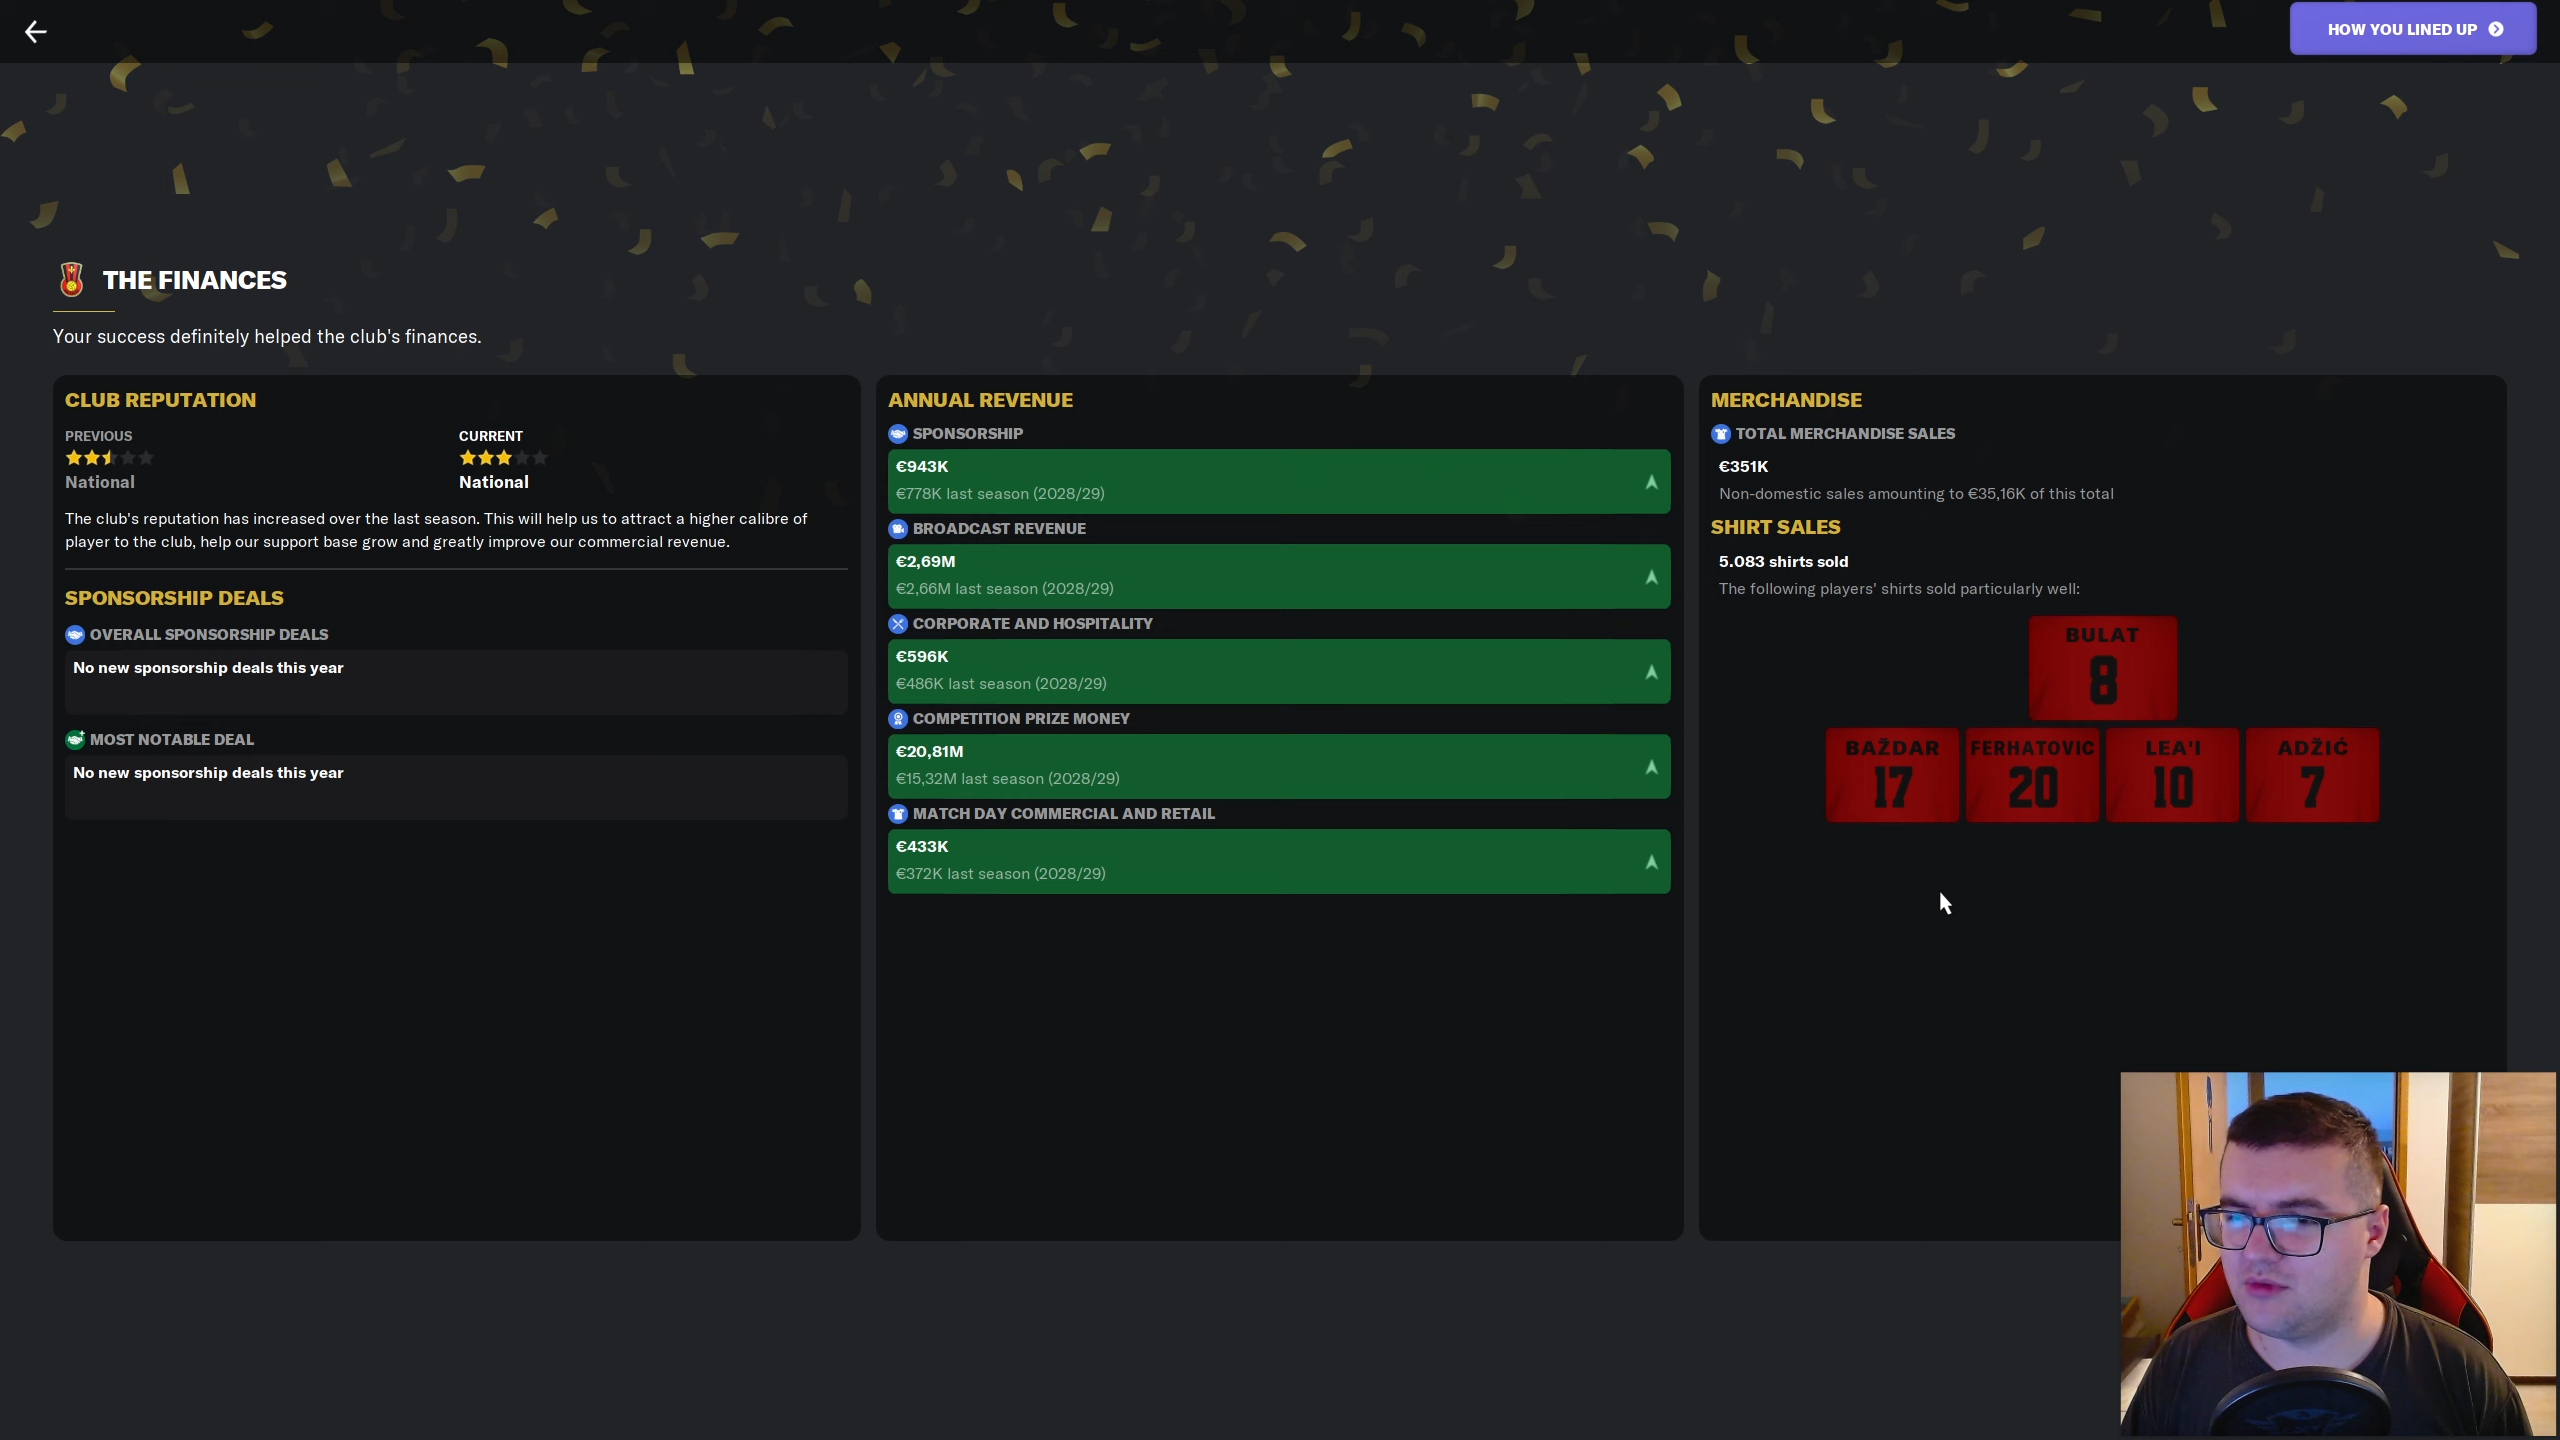 HOW YOU LINED UP
THE FINANCES
Your success definitely helped the club's finances.
CLUB REPUTATION
PREVIOUS
National
CURRENT
National
The club's reputation has increased over the last season. This will help us to attract a higher calibre of
player to the club, help our support base grow and greatly improve our commercial revenue.
SPONSORSHIP DEALS
OVERALL SPONSORSHIP DEALS
No new sponsorship deals this year
MOST NOTABLE DEAL
No new sponsorship deals this year
ANNUAL REVENUE
SPONSORSHIP
€943K
€778K last season (2028/29)
BROADCAST REVENUE
€2,69M
€2,66M last season (2028/29)
CORPORATE AND HOSPITALITY
€596K
€486K last season (2028/29)
COMPETITION PRIZE MONEY
€20,81M
€15,32M last season (2028/29)
MATCH DAY COMMERCIAL AND RETAIL
€433K
€372K last season (2028/29)
MERCHANDISE
TOTAL MERCHANDISE SALES
€351K
Non-domestic sales amounting to €35,16K of this total
SHIRT SALES
5.083 shirts sold
The following players' shirts sold particularly well:
BULAT
8
BAŽDAR
17
FERHATOVIC
20
LEA'I
10
ADŽIĆ
7